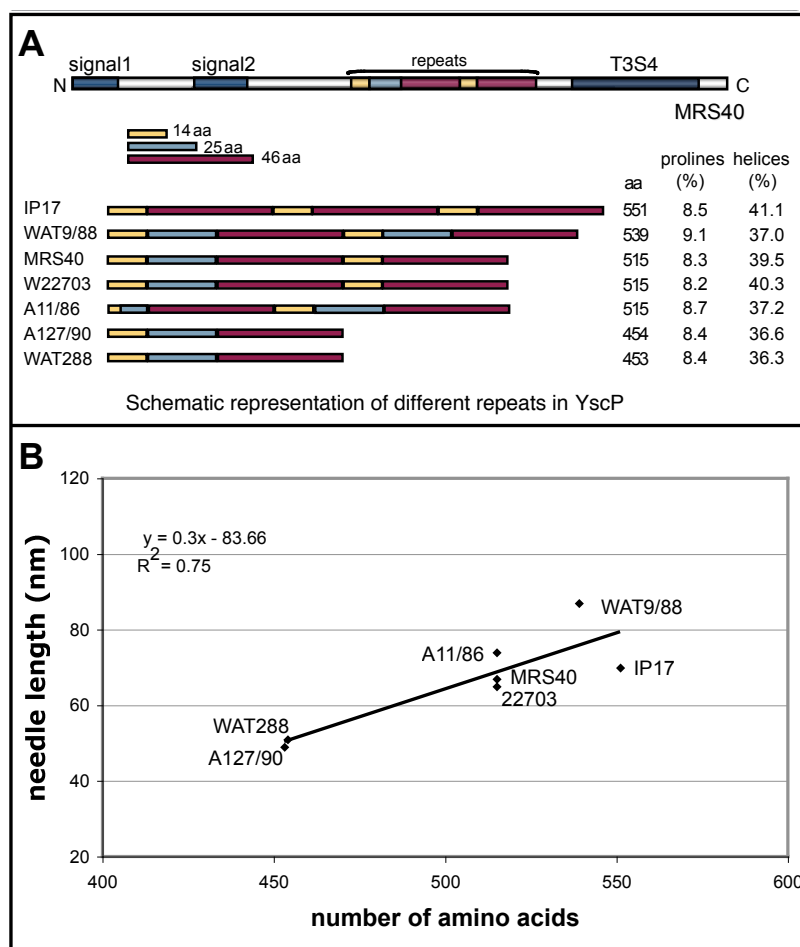 A
signal1 signal2 repeats T3S4
N C
MRS40
14 aa
25 aa
46 aa
prolines helices
aa (%) (%)
IP17 551 8.5 41.1
WAT9/88 539 9.1 37.0
MRS40 515 8.3 39.5
W22703 515 8.2 40.3
A11/86 515 8.7 37.2
A127/90 454 8.4 36.6
WAT288 453 8.4 36.3
Schematic representation of different repeats in YscP
B
120
y = 0.3x - 83.66
R2 = 0.75
100
WAT9/88
80
A11/86
MRS40
IP17
22703
60
WAT288
A127/90
40
20
needle length (nm)
400 450 500 550 600
number of amino acids